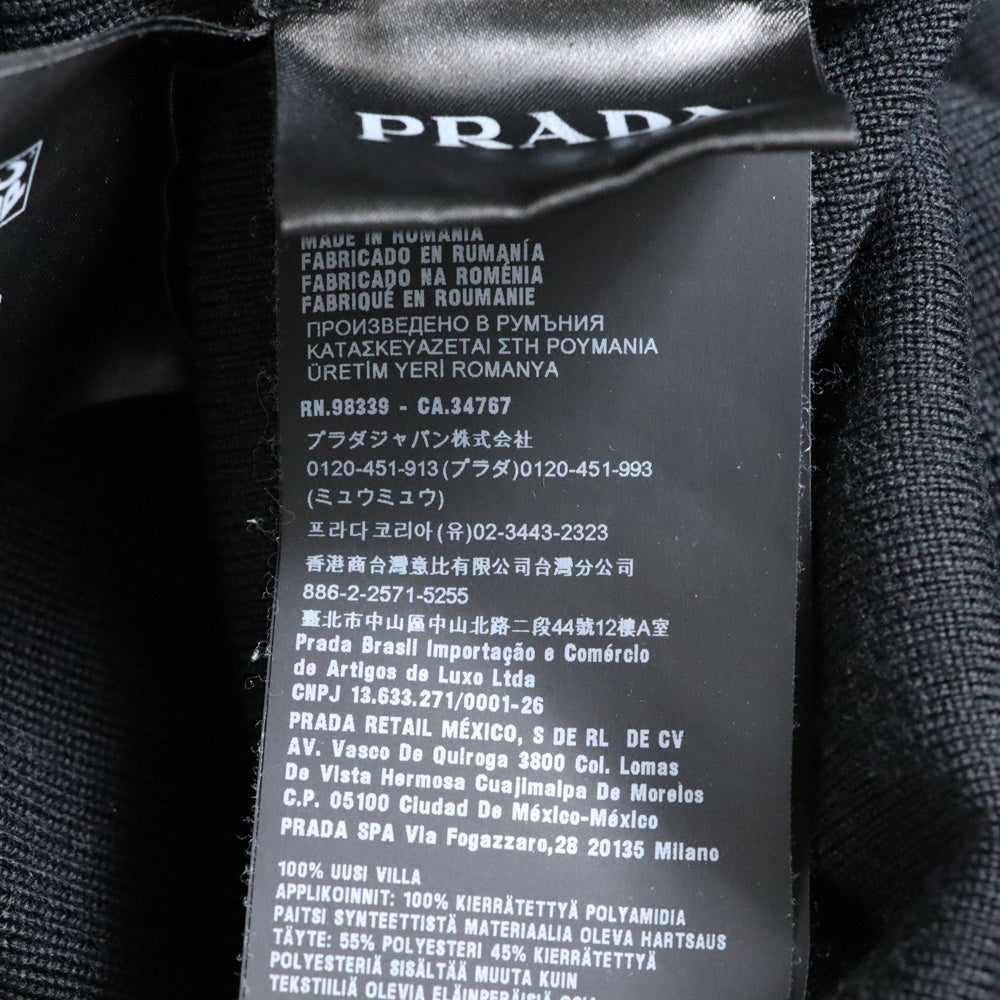 PRADA
MADE IN ROMANIA
FABRICADO EN RUMANÍA
FABRICADO NA ROMÉNIA
FABRIQUÉ EN ROUMANIE
ПРОИЗВЕДЕНО В РУМЪНИЯ
ΚΑΤΑΣΚΕΥΑΖΕΤΑΙ ΣΤΗ ΡΟΥΜΑΝΙΑ
ÜRETİM YERİ ROMANYA
RN.98339 - CA.34767
プラダジャパン株式会社
0120-451-913(プラダ)0120-451-993
(ミュウミュウ)
프라다코리아(유)02-3443-2323
香港商台灣意比有限公司台灣分公司
886-2-2571-5255
臺北市中山區中山北路二段44號12樓A室
Prada Brasil Importação e Comércio
de Artigos de Luxo Ltda
CNPJ 13.633.271/0001-26
PRADA RETAIL MÉXICO, S DE RL DE CV
AV. Vasco De Quiroga 3800 Col. Lomas
De Vista Hermosa Cuajimalpa De Morelos
C.P. 05100 Ciudad De México-México
PRADA SPA Via Fogazzaro,28 20135 Milano
100% UUSI VILLA
APPLIKOINNIT: 100% KIERRÄTETTYÄ POLYAMIDIA
PAITSI SYNTEETTISTÄ MATERIAALIA OLEVA HARTSAUS
TÄYTE: 55% POLYESTERI 45% KIERRÄTETTYÄ
POLYESTERIÄ SISÄLTÄÄ MUUTA KUIN
TEKSTIILIÄ OLEVIA ELÄINPERÄISIÄ